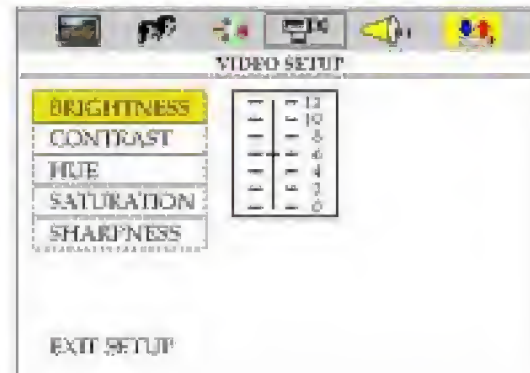 VIDEO SETUP
BRIGHTNESS
CONTRAST
HUE
SATURATION
SHARPNESS
12
10
8
6
4
2
0
EXIT SETUP